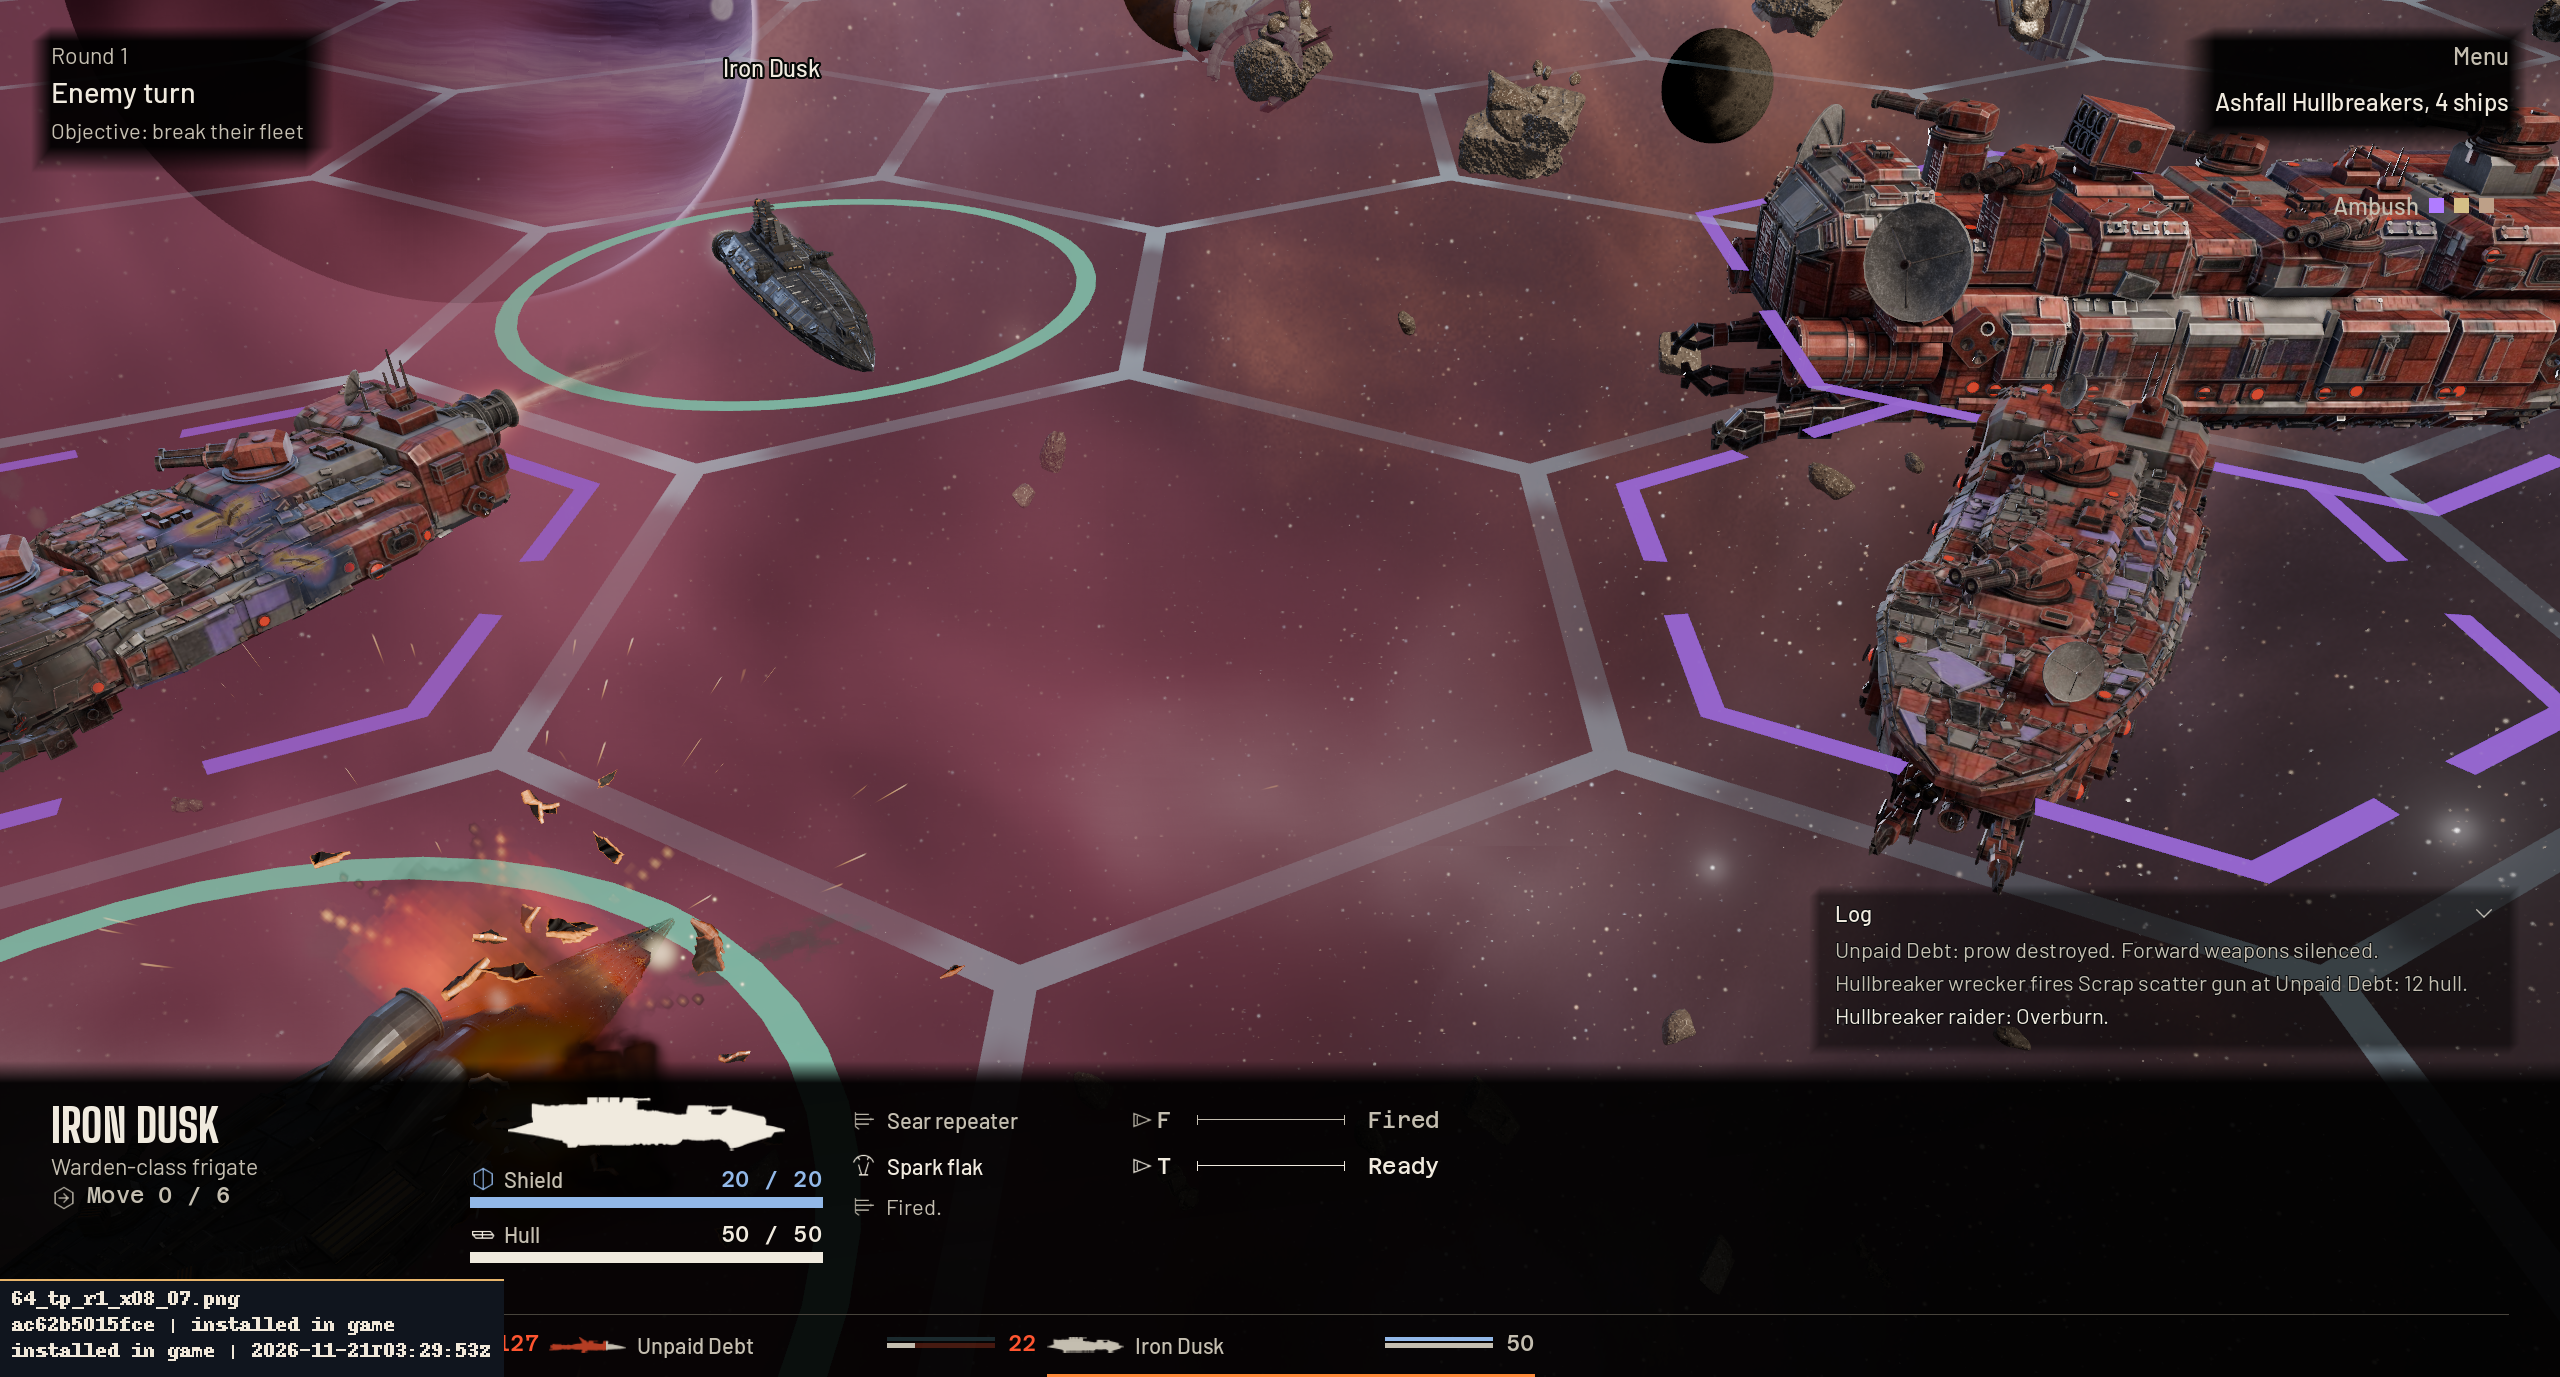 Round 1
Enemy turn
Objective: break their fleet
Iron Dusk
Menu
Ashfall Hullbreakers, 4 ships
Ambush
Log
Unpaid Debt: prow destroyed. Forward weapons silenced.
Hullbreaker wrecker fires Scrap scatter gun at Unpaid Debt: 12 hull.
Hullbreaker raider: Overburn.
IRON DUSK
Warden-class frigate
Move 0 / 6
Shield 20 / 20
Hull 50 / 50
Sear repeater F Fired
Spark flak T Ready
Fired.
64_tp_r1_x08_07.png
ac62b5015fce | installed in game
installed in game | 2026-11-21T03:29:53Z
127 Unpaid Debt 22 Iron Dusk 50